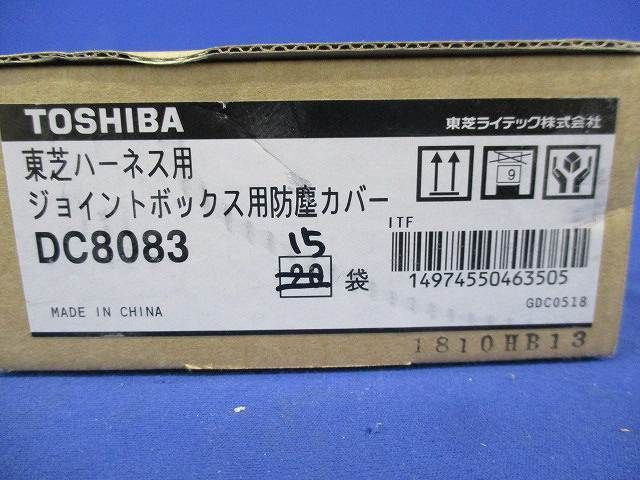 TOSHIBA
東芝ライテック株式会社
東芝ハーネス用
ジョイントボックス用防塵カバー
DC8083
15
袋
9
ITF
14974550463505
MADE IN CHINA
GDC0518
1810HB13